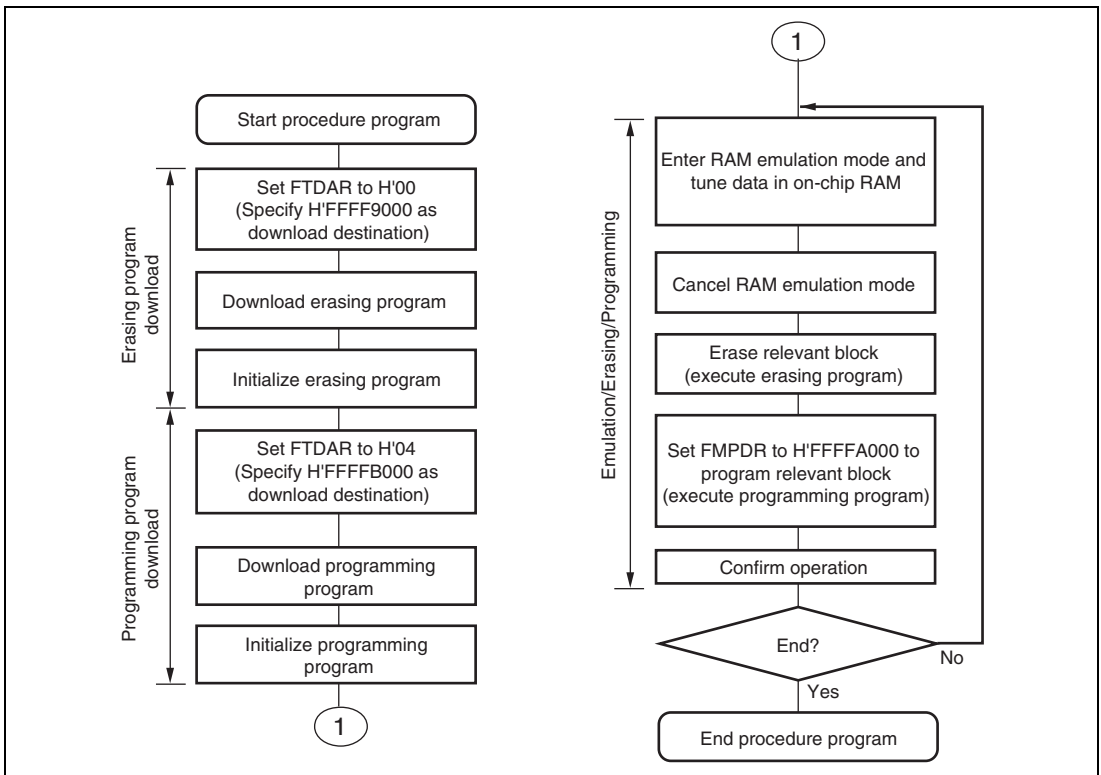 Start procedure program
Erasing program
download
Set FTDAR to H'00
(Specify H'FFFF9000 as
download destination)
Download erasing program
Initialize erasing program
Programming program
download
Set FTDAR to H'04
(Specify H'FFFFB000 as
download destination)
Download programming
program
Initialize programming
program
1
1
Emulation/Erasing/Programming
Enter RAM emulation mode and
tune data in on-chip RAM
Cancel RAM emulation mode
Erase relevant block
(execute erasing program)
Set FMPDR to H'FFFFA000 to
program relevant block
(execute programming program)
Confirm operation
End?
No
Yes
End procedure program